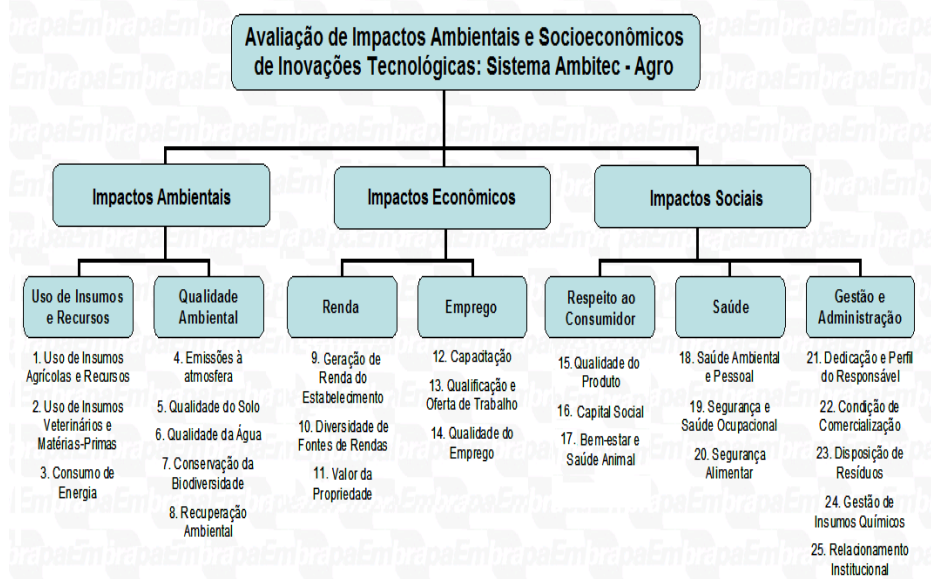 Avaliação de Impactos Ambientais e Socioeconômicos
de Inovações Tecnológicas: Sistema Ambitec - Agro
Impactos Ambientais
Impactos Econômicos
Impactos Sociais
Uso de Insumos
e Recursos
Qualidade
Ambiental
Renda
Emprego
Respeito ao
Consumidor
Saúde
Gestão e
Administração
1. Uso de Insumos
Agrícolas e Recursos
2. Uso de Insumos
Veterinários e
Matérias-Primas
3. Consumo de
Energia
4. Emissões à
atmosfera
5. Qualidade do Solo
6. Qualidade da Água
7. Conservação da
Biodiversidade
8. Recuperação
Ambiental
9. Geração de
Renda do
Estabelecimento
10. Diversidade de
Fontes de Rendas
11. Valor da
Propriedade
12. Capacitação
13. Qualificação e
Oferta de Trabalho
14. Qualidade do
Emprego
15. Qualidade do
Produto
16. Capital Social
17. Bem-estar e
Saúde Animal
18. Saúde Ambiental
e Pessoal
19. Segurança e
Saúde Ocupacional
20. Segurança
Alimentar
21. Dedicação e Perfil
do Responsável
22. Condição de
Comercialização
23. Disposição de
Resíduos
24. Gestão de
Insumos Químicos
25. Relacionamento
Institucional